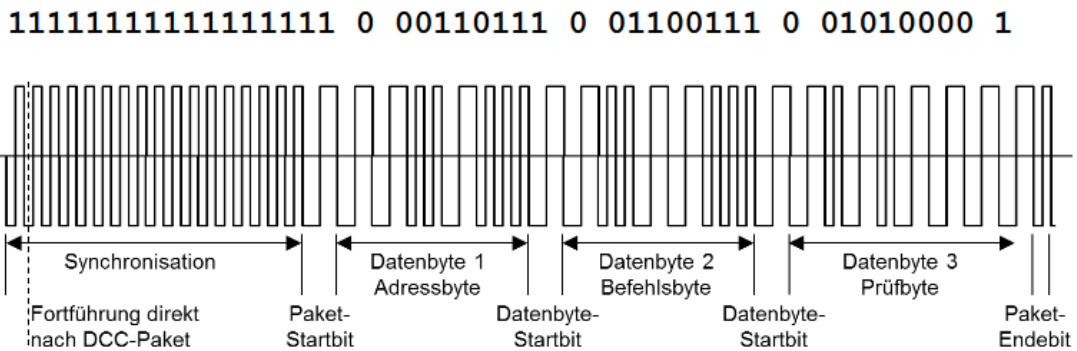 11111111111111111 0 00110111 0 01100111 0 01010000 1
Synchronisation
Datenbyte 1
Adressbyte
Datenbyte 2
Befehlsbyte
Datenbyte 3
Prüfbyte
Fortführung direkt
nach DCC-Paket
Paket-
Startbit
Datenbyte-
Startbit
Datenbyte-
Startbit
Paket-
Endebit